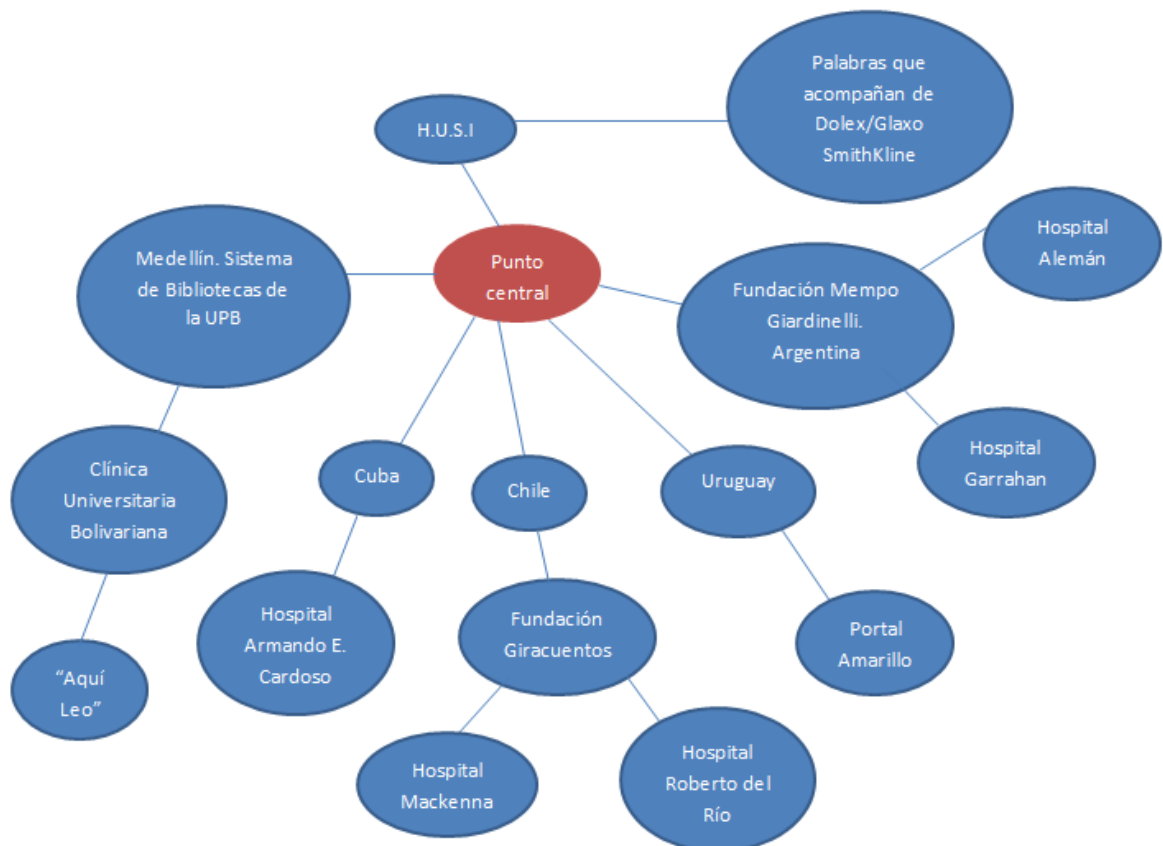 Palabras que
acompañan de
Dolex/Glaxo
SmithKline
H.U.S.I
Hospital
Alemán
Medellín. Sistema
de Bibliotecas de
la UPB
Punto
central
Fundación Mempo
Giardinelli.
Argentina
Clínica
Universitaria
Bolivariana
Cuba
Chile
Uruguay
Hospital
Garrahan
Hospital
Armando E.
Cardoso
Fundación
Giracuentos
Portal
Amarillo
“Aquí
Leo”
Hospital
Mackenna
Hospital
Roberto del
Río